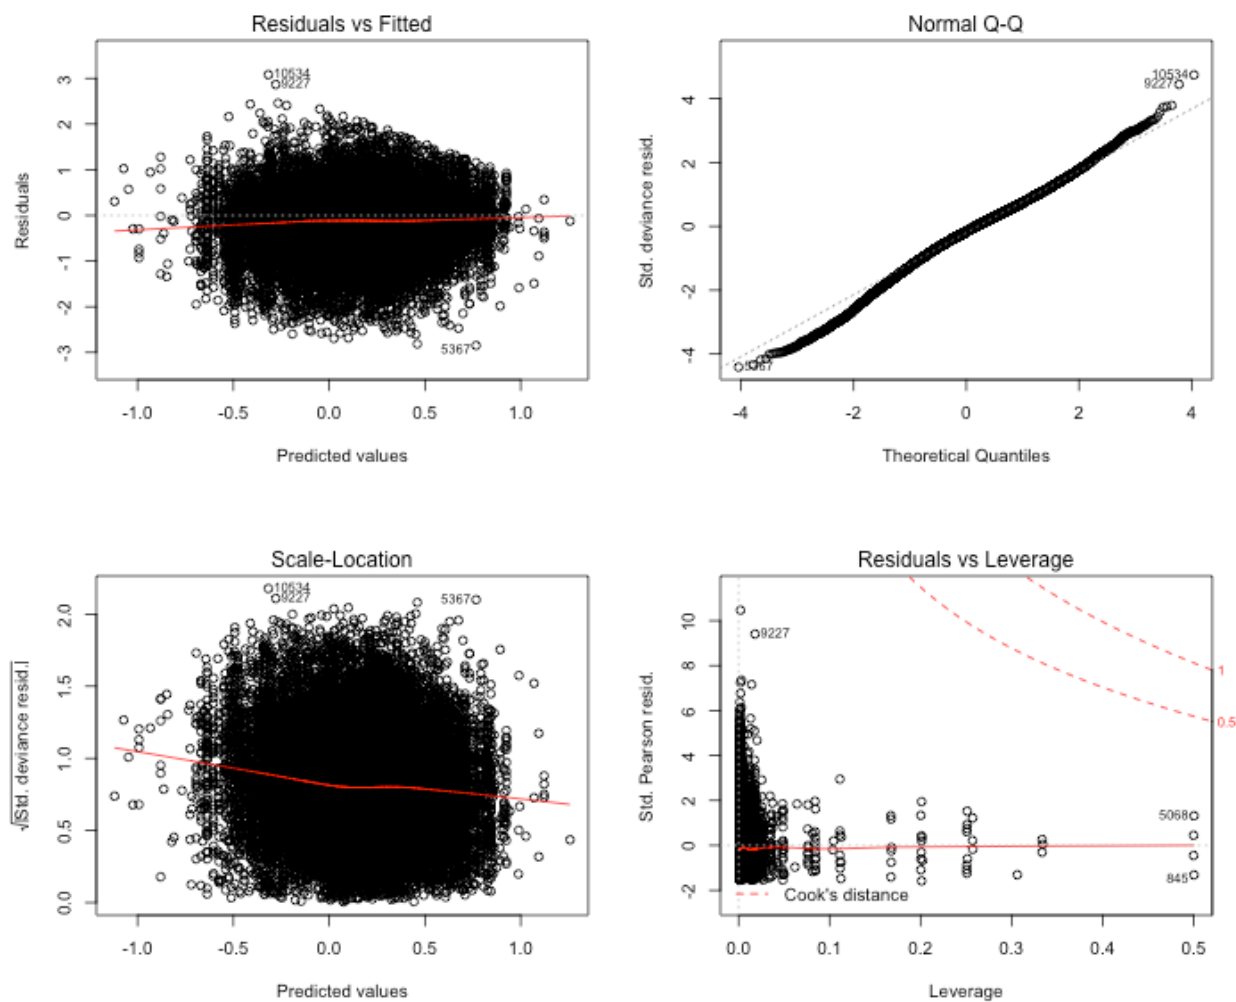 Residuals vs Fitted
Residuals
3
2
1
0
-1
-2
-3
10534
9227
5367
-1.0 -0.5 0.0 0.5 1.0
Predicted values
Normal Q-Q
Std. deviance resid.
4
2
0
-2
-4
10534
9227
5367
-4 -2 0 2 4
Theoretical Quantiles
Scale-Location
√|Std. deviance resid.|
2.0
1.5
1.0
0.5
0.0
10534
9227
5367
-1.0 -0.5 0.0 0.5 1.0
Predicted values
Residuals vs Leverage
Std. Pearson resid.
10
8
6
4
2
0
-2
9227
1
0.5
5068
845
Cook's distance
0.0 0.1 0.2 0.3 0.4 0.5
Leverage